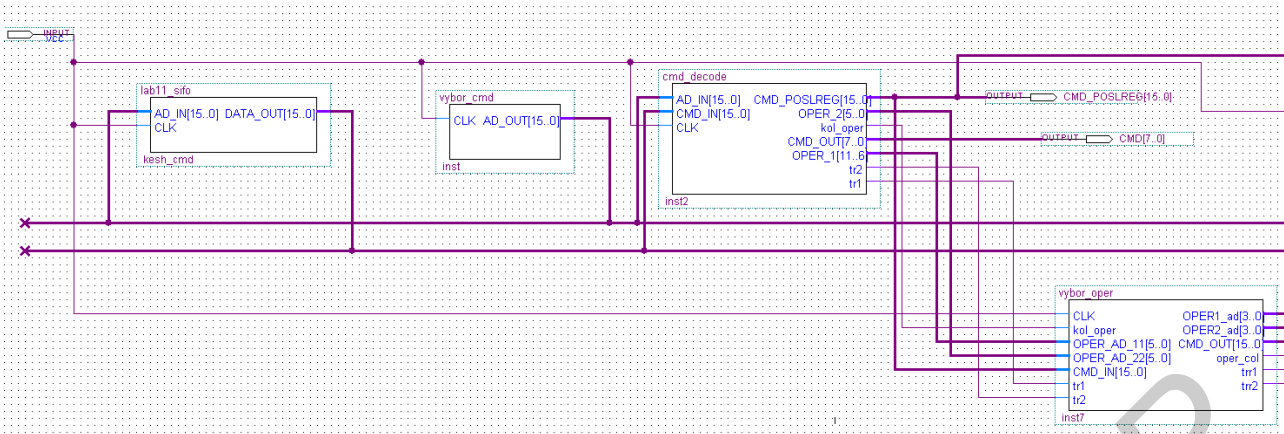 INPUT
VCC
lab11_sifo
AD_IN[15..0] DATA_OUT[15..0]
CLK
kesh_cmd
vybor_cmd
CLK AD_OUT[15..0]
inst
cmd_decode
AD_IN[15..0] CMD_POSLREG[15..0]
CMD_IN[15..0] OPER_2[5..0]
CLK kol_oper
CMD_OUT[7..0]
OPER_1[11..6]
tr2
tr1
inst2
OUTPUT CMD_POSLREG[15..0]
OUTPUT CMD[7..0]
vybor_oper
CLK OPER1_ad[3..0]
kol_oper OPER2_ad[3..0]
OPER_AD_11[5..0] CMD_OUT[15..0]
OPER_AD_22[5..0] oper_col
CMD_IN[15..0] trr1
tr1 trr2
tr2
inst7